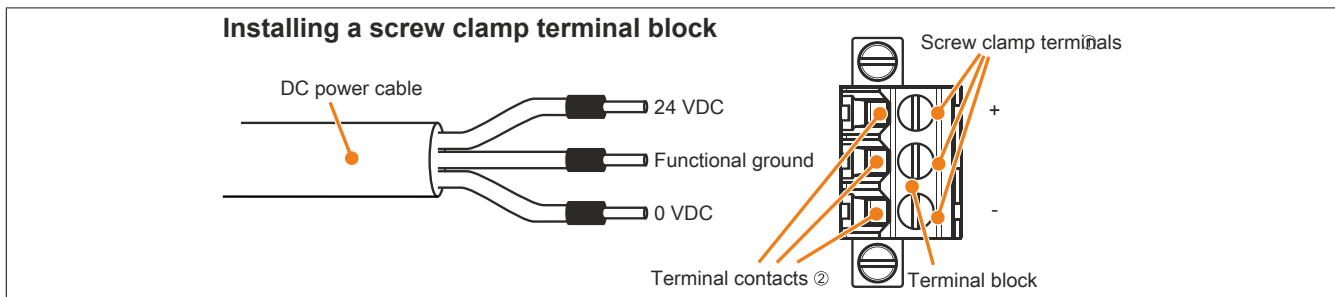 Installing a screw clamp terminal block
Screw clamp terminals①
DC power cable
24 VDC
+
Functional ground
0 VDC
-
Terminal contacts ②
Terminal block